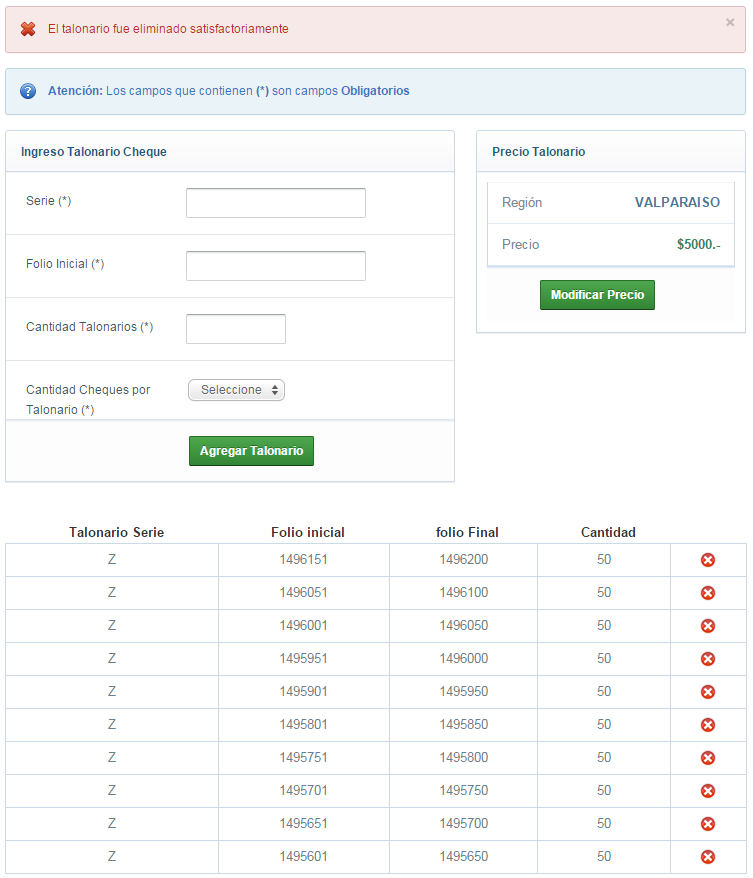 El talonario fue eliminado satisfactoriamente
×
Atención: Los campos que contienen (*) son campos Obligatorios
Ingreso Talonario Cheque
Serie (*)
Folio Inicial (*)
Cantidad Talonarios (*)
Cantidad Cheques por
Talonario (*)
Seleccione
Agregar Talonario
Precio Talonario
Región VALPARAISO
Precio $5000.-
Modificar Precio
Talonario Serie Folio inicial folio Final Cantidad
Z 1496151 1496200 50
Z 1496051 1496100 50
Z 1496001 1496050 50
Z 1495951 1496000 50
Z 1495901 1495950 50
Z 1495801 1495850 50
Z 1495751 1495800 50
Z 1495701 1495750 50
Z 1495651 1495700 50
Z 1495601 1495650 50